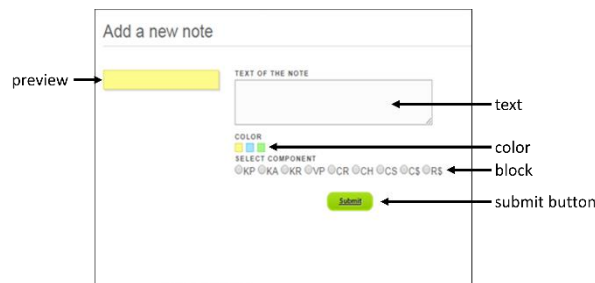 Add a new note
preview
TEXT OF THE NOTE
text
COLOR
color
SELECT COMPONENT
KP KA KR VP CR CH CS C$ R$
block
Submit
submit button